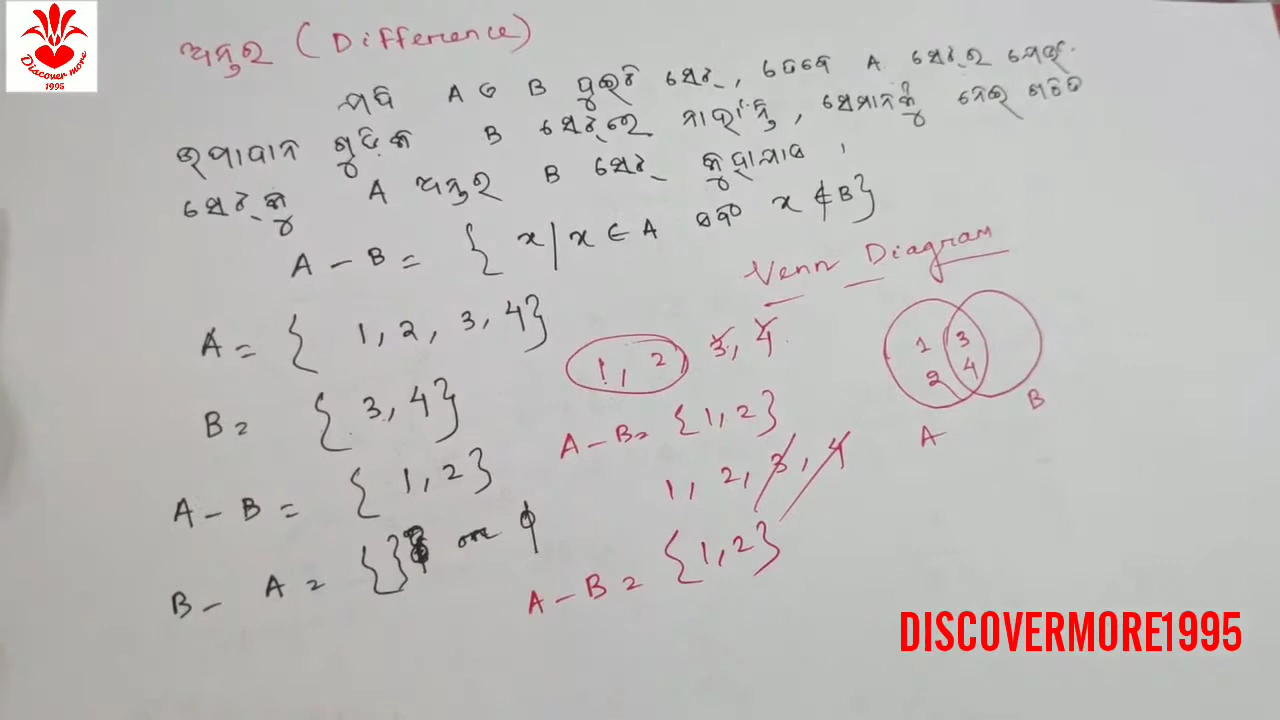 Discover more
1995
ଅନ୍ତର (Difference)
ଯଦି A ଓ B ଦୁଇଟି ସେଟ୍, ତେବେ A ସେଟ୍‌ର ଯେଉଁ
ଉପାଦାନ ଗୁଡ଼ିକ B ସେଟ୍‌ରେ ନାହାଁନ୍ତି, ସେମାନଙ୍କୁ ନେଇ ଗଠିତ
ସେଟ୍‌କୁ A ଅନ୍ତର B ସେଟ୍ କୁହାଯାଏ ।
A - B = { x | x ∈ A ଏବଂ x ∉ B}
Venn Diagram
A = { 1, 2, 3, 4}
1, 2 3, 4
1 3
2 4
A
B
B = {3, 4}
A - B = {1, 2}
A - B = {1, 2}
1, 2, 3, 4
B - A = {} or ϕ
A - B = {1, 2}
DISCOVERMORE1995